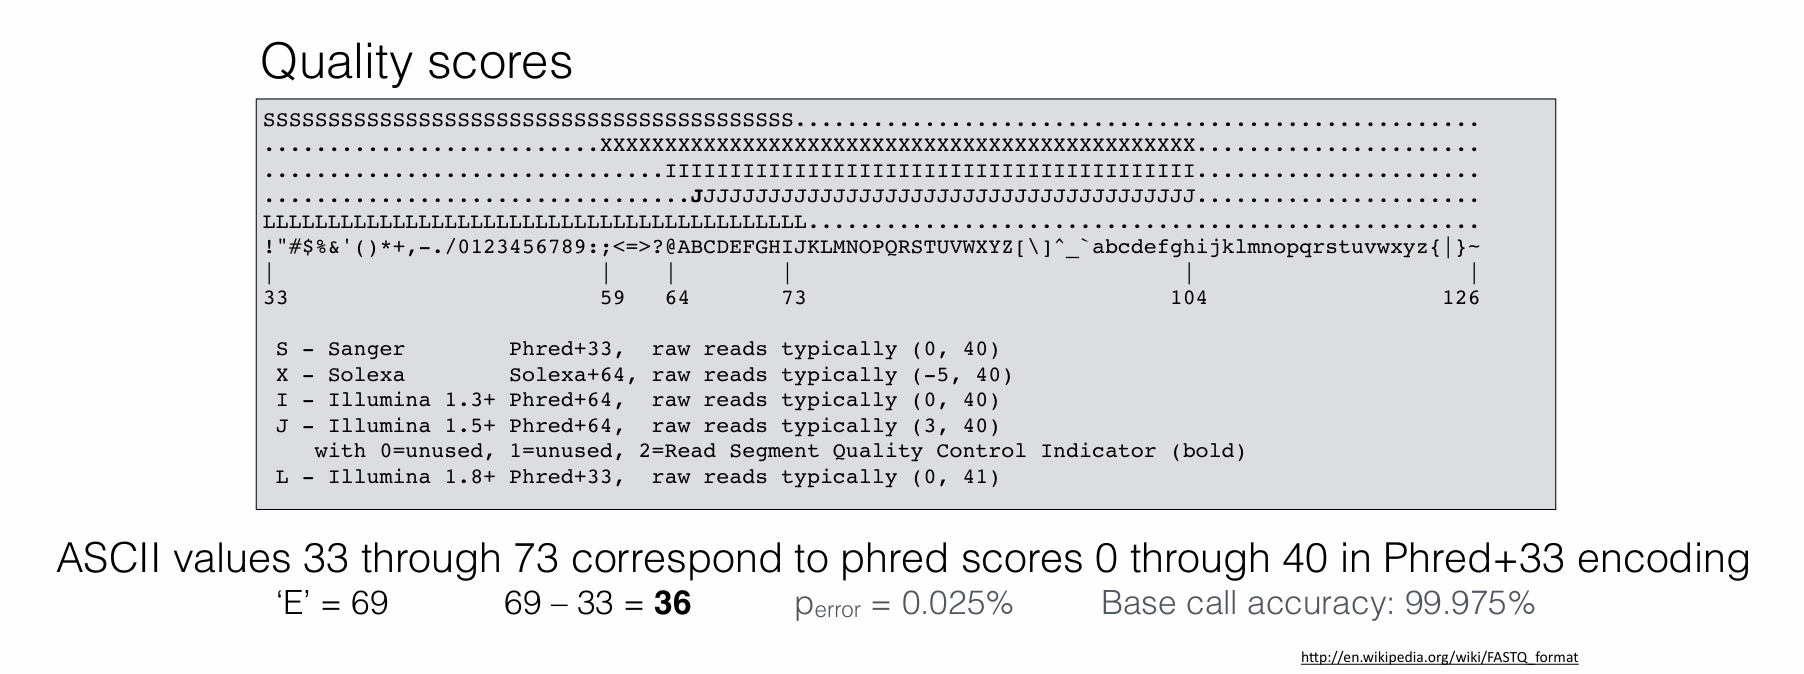 Quality scores
SSSSSSSSSSSSSSSSSSSSSSSSSSSSSSSSSSSSSSSSS.....................................................
..........................XXXXXXXXXXXXXXXXXXXXXXXXXXXXXXXXXXXXXXXXXXXXXX......................
...............................IIIIIIIIIIIIIIIIIIIIIIIIIIIIIIIIIIIIIIIII......................
.................................JJJJJJJJJJJJJJJJJJJJJJJJJJJJJJJJJJJJJJJ......................
LLLLLLLLLLLLLLLLLLLLLLLLLLLLLLLLLLLLLLLLLL....................................................
!"#$%&'()*+,-./0123456789:;<=>?@ABCDEFGHIJKLMNOPQRSTUVWXYZ[\]^_`abcdefghijklmnopqrstuvwxyz{|}~
|                         |    |        |                              |                     |
33                        59   64       73                            104                   126
S - Sanger        Phred+33,  raw reads typically (0, 40)
X - Solexa        Solexa+64, raw reads typically (-5, 40)
I - Illumina 1.3+ Phred+64,  raw reads typically (0, 40)
J - Illumina 1.5+ Phred+64,  raw reads typically (3, 40)
with 0=unused, 1=unused, 2=Read Segment Quality Control Indicator (bold)
L - Illumina 1.8+ Phred+33,  raw reads typically (0, 41)
ASCII values 33 through 73 correspond to phred scores 0 through 40 in Phred+33 encoding
‘E’ = 69 69 – 33 = 36 perror = 0.025% Base call accuracy: 99.975%
http://en.wikipedia.org/wiki/FASTQ_format